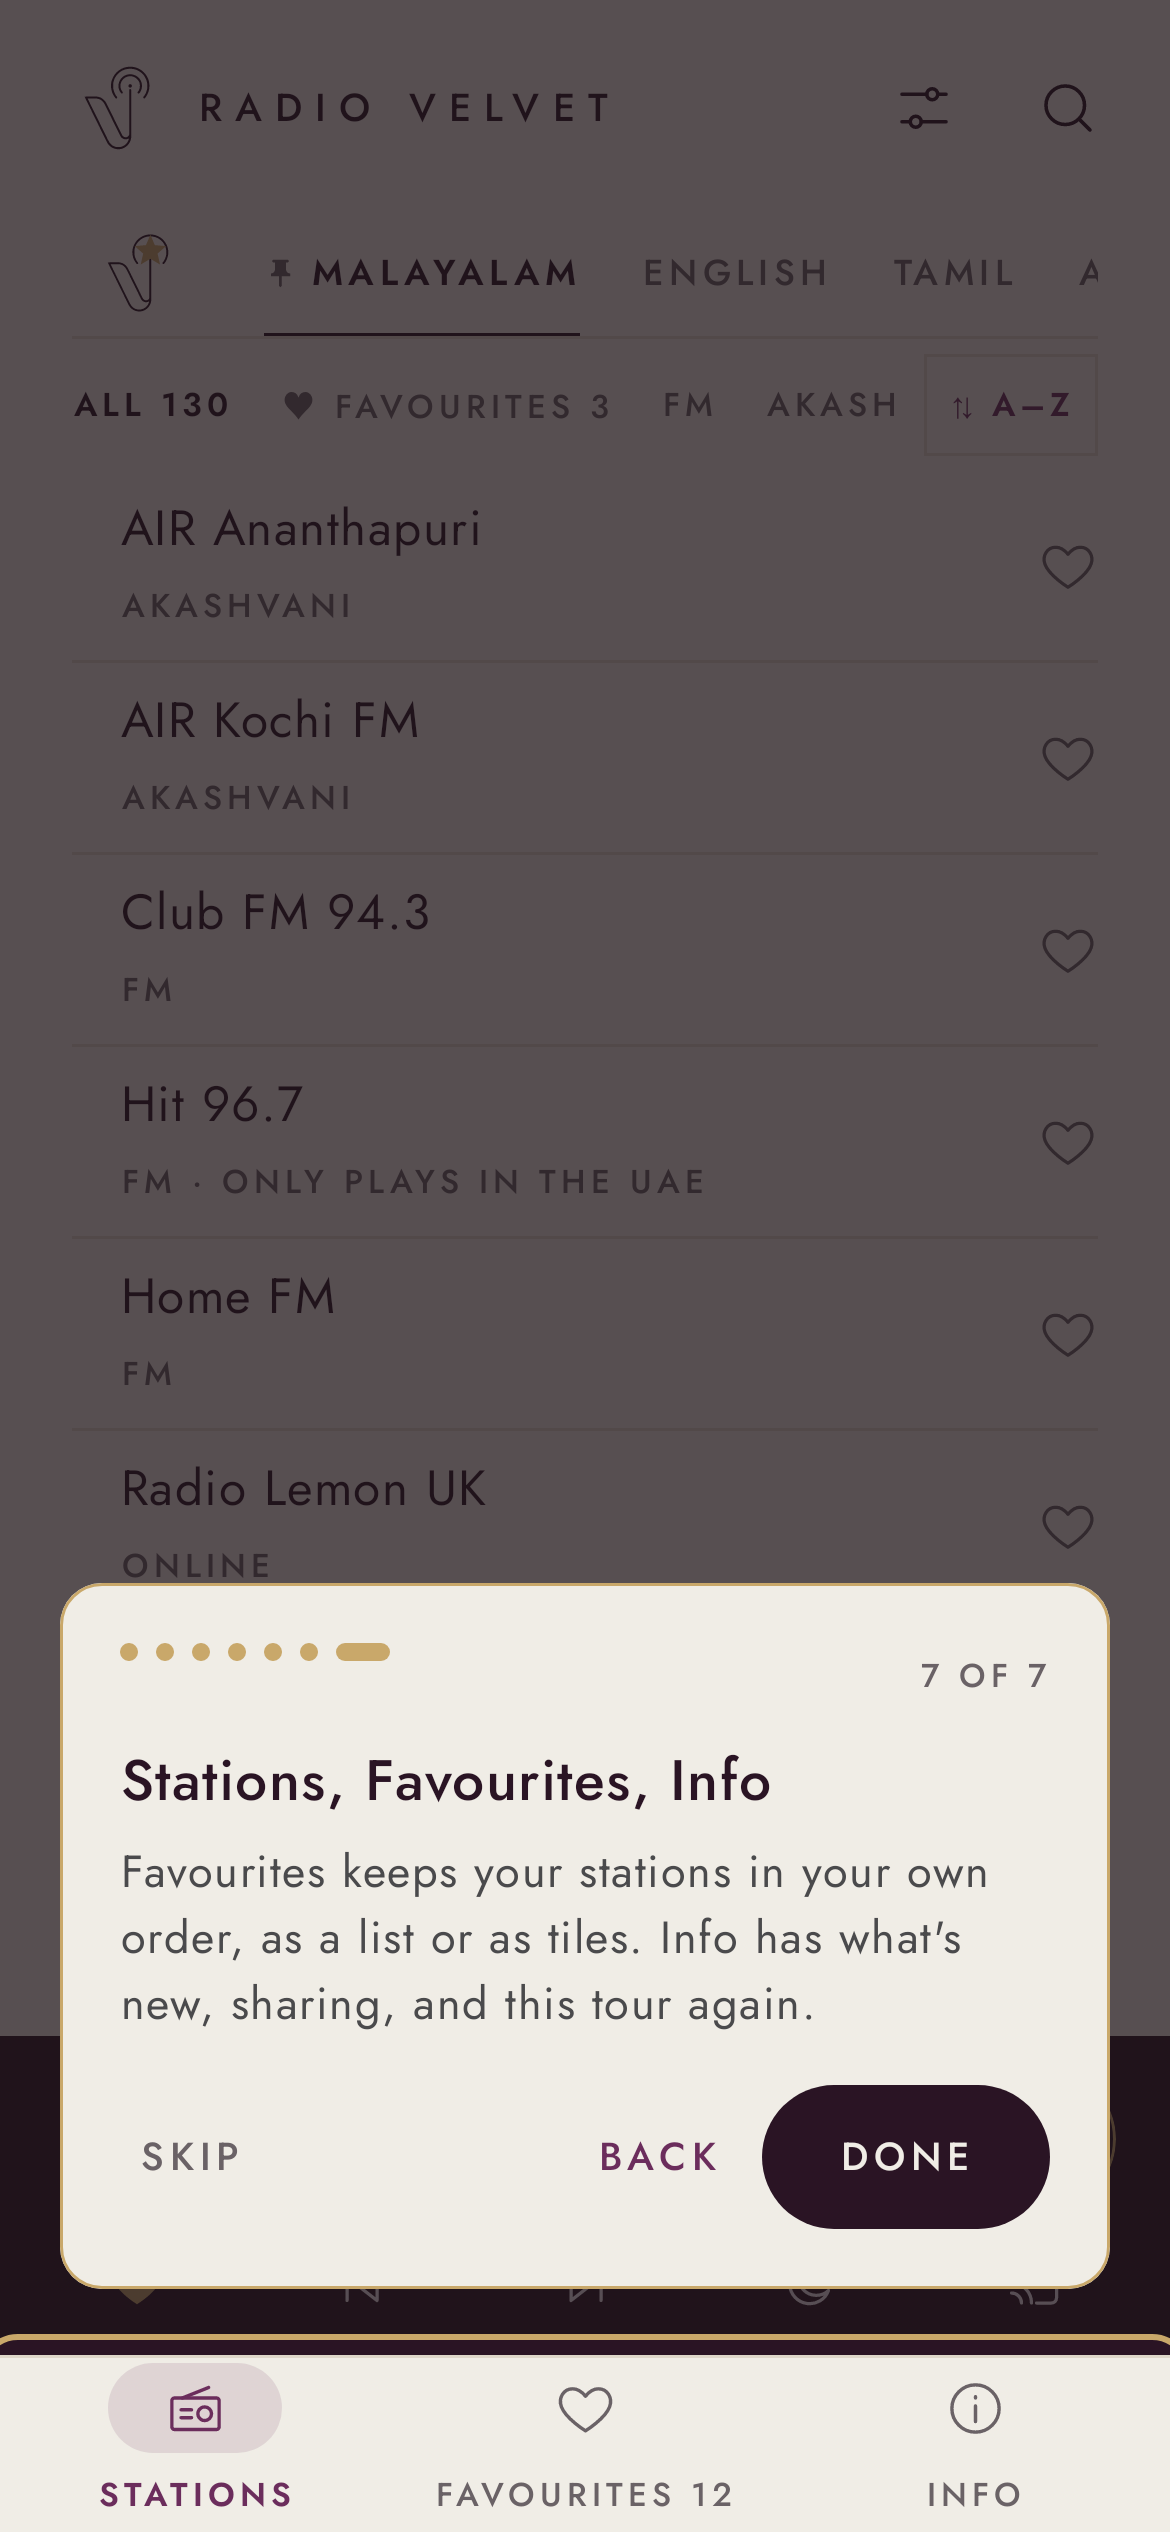 RADIO VELVET
MALAYALAM ENGLISH TAMIL A
ALL 130 FAVOURITES 3 FM AKASH A–Z
AIR Ananthapuri
AKASHVANI
AIR Kochi FM
AKASHVANI
Club FM 94.3
FM
Hit 96.7
FM · ONLY PLAYS IN THE UAE
Home FM
FM
Radio Lemon UK
ONLINE
7 OF 7
Stations, Favourites, Info
Favourites keeps your stations in your own
order, as a list or as tiles. Info has what's
new, sharing, and this tour again.
SKIP BACK DONE
STATIONS FAVOURITES 12 INFO